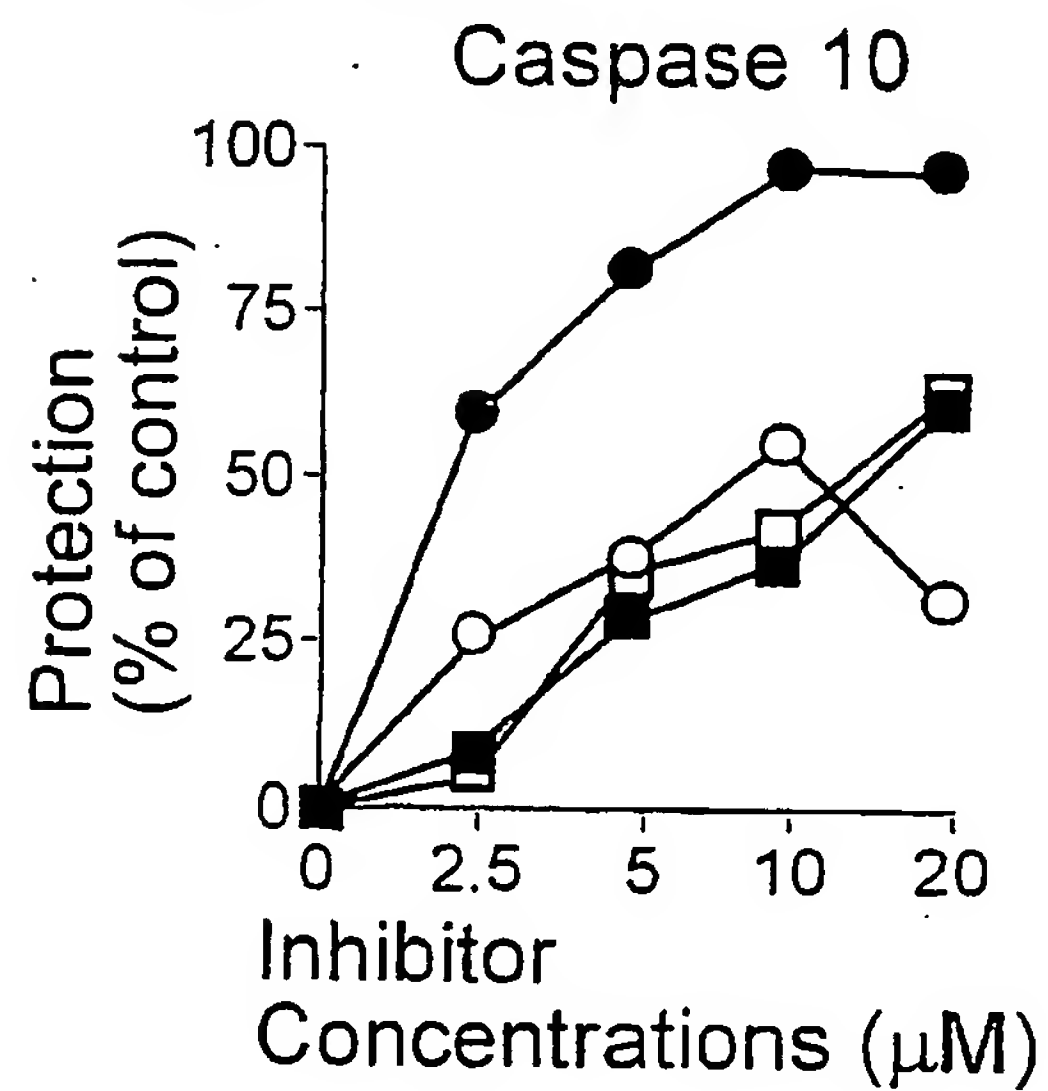 Caspase 10
100
75
50
25
0
Protection
(% of control)
0 2.5 5 10 20
Inhibitor
Concentrations (μM)